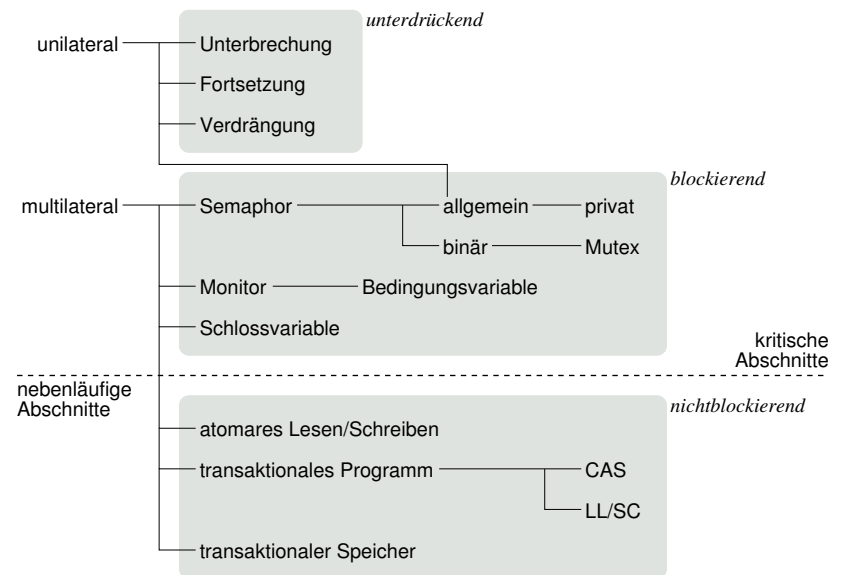 unterdrückend
unilateral Unterbrechung
Fortsetzung
Verdrängung
blockierend
multilateral Semaphor allgemein privat
binär Mutex
Monitor Bedingungsvariable
Schlossvariable
kritische
Abschnitte
nebenläufige
Abschnitte
nichtblockierend
atomares Lesen/Schreiben
transaktionales Programm CAS
LL/SC
transaktionaler Speicher